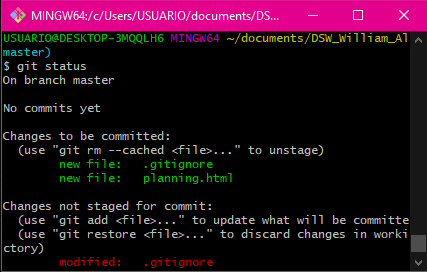 MINGW64:/c/Users/USUARIO/documents/DS...
USUARIO@DESKTOP-3MQQLH6 MINGW64 ~/documents/DSW_William_Al
master)
$ git status
On branch master
No commits yet
Changes to be committed:
(use "git rm --cached <file>..." to unstage)
new file: .gitignore
new file: planning.html
Changes not staged for commit:
(use "git add <file>..." to update what will be committe
(use "git restore <file>..." to discard changes in worki
ctory)
modified: .gitignore